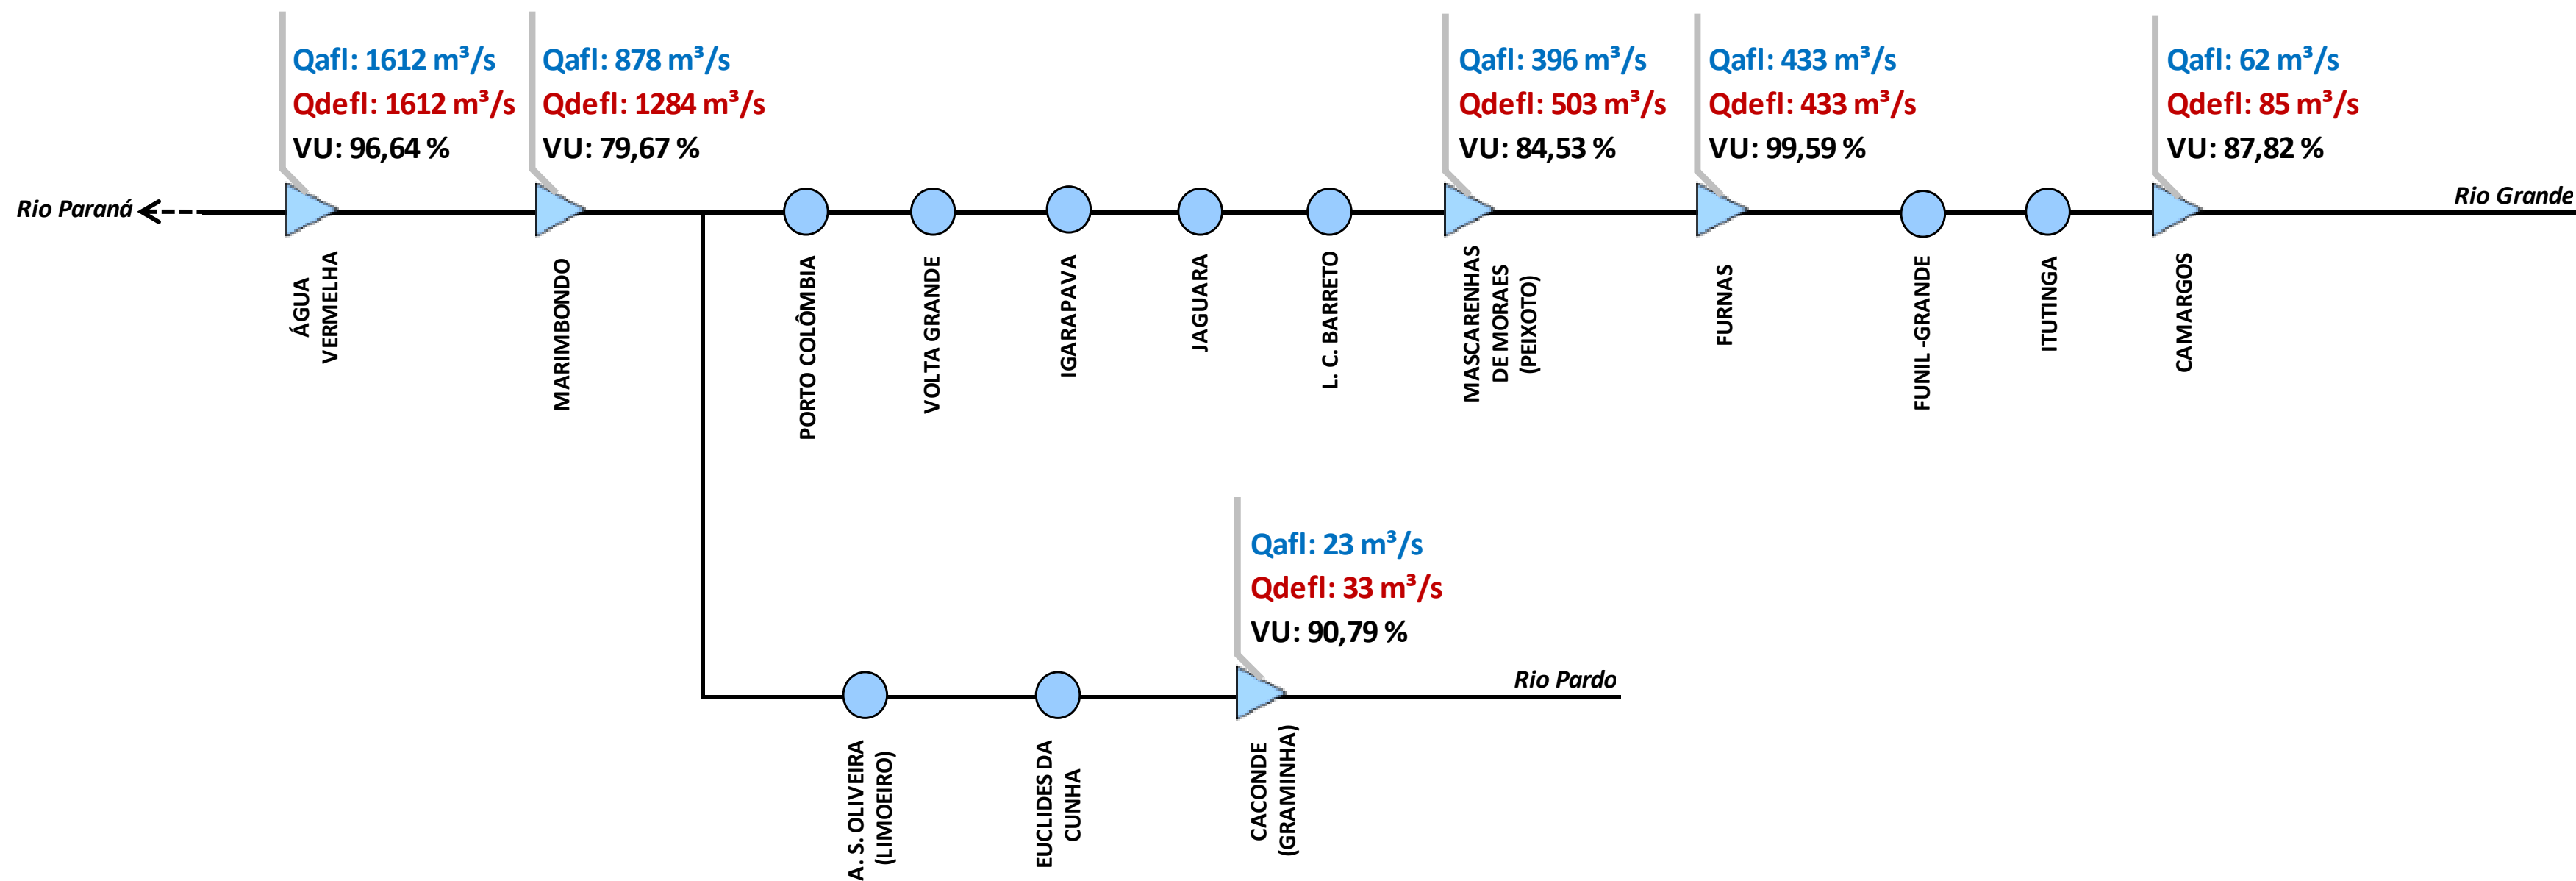 Qafl: 1612 m³/s
Qdefl: 1612 m³/s
VU: 96,64 %
Qafl: 878 m³/s
Qdefl: 1284 m³/s
VU: 79,67 %
Qafl: 396 m³/s
Qdefl: 503 m³/s
VU: 84,53 %
Qafl: 433 m³/s
Qdefl: 433 m³/s
VU: 99,59 %
Qafl: 62 m³/s
Qdefl: 85 m³/s
VU: 87,82 %
Rio Paraná
Rio Grande
ÁGUA
VERMELHA
MARIMBONDO
PORTO COLÔMBIA
VOLTA GRANDE
IGARAPAVA
JAGUARA
L. C. BARRETO
MASCARENHAS
DE MORAES
(PEIXOTO)
FURNAS
FUNIL -GRANDE
ITUTINGA
CAMARGOS
Qafl: 23 m³/s
Qdefl: 33 m³/s
VU: 90,79 %
Rio Pardo
A. S. OLIVEIRA
(LIMOEIRO)
EUCLIDES DA
CUNHA
CACONDE
(GRAMINHA)